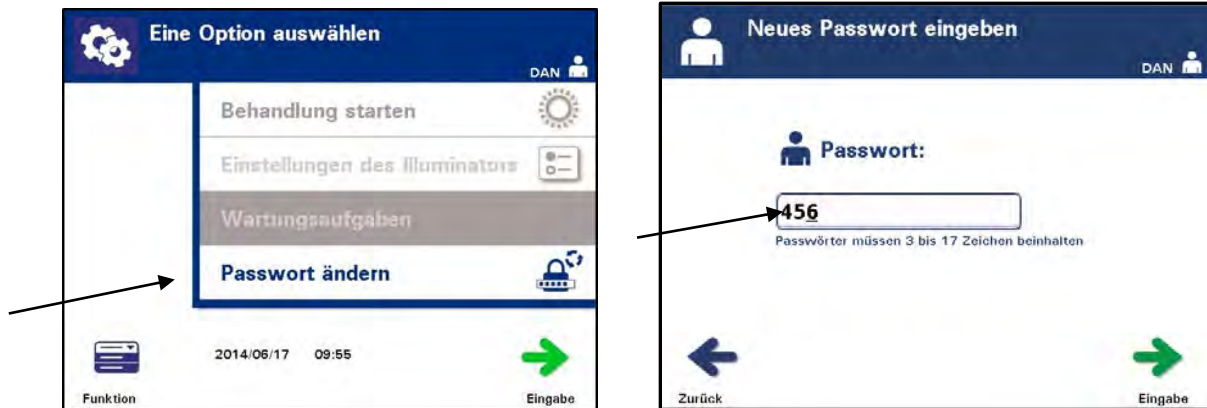 Eine Option auswählen
DAN
Behandlung starten
Einstellungen des Illuminators
Wartungsaufgaben
Passwort ändern
2014/06/17 09:55
Funktion
Eingabe
Neues Passwort eingeben
DAN
Passwort:
456
Passwörter müssen 3 bis 17 Zeichen beinhalten
Zurück
Eingabe